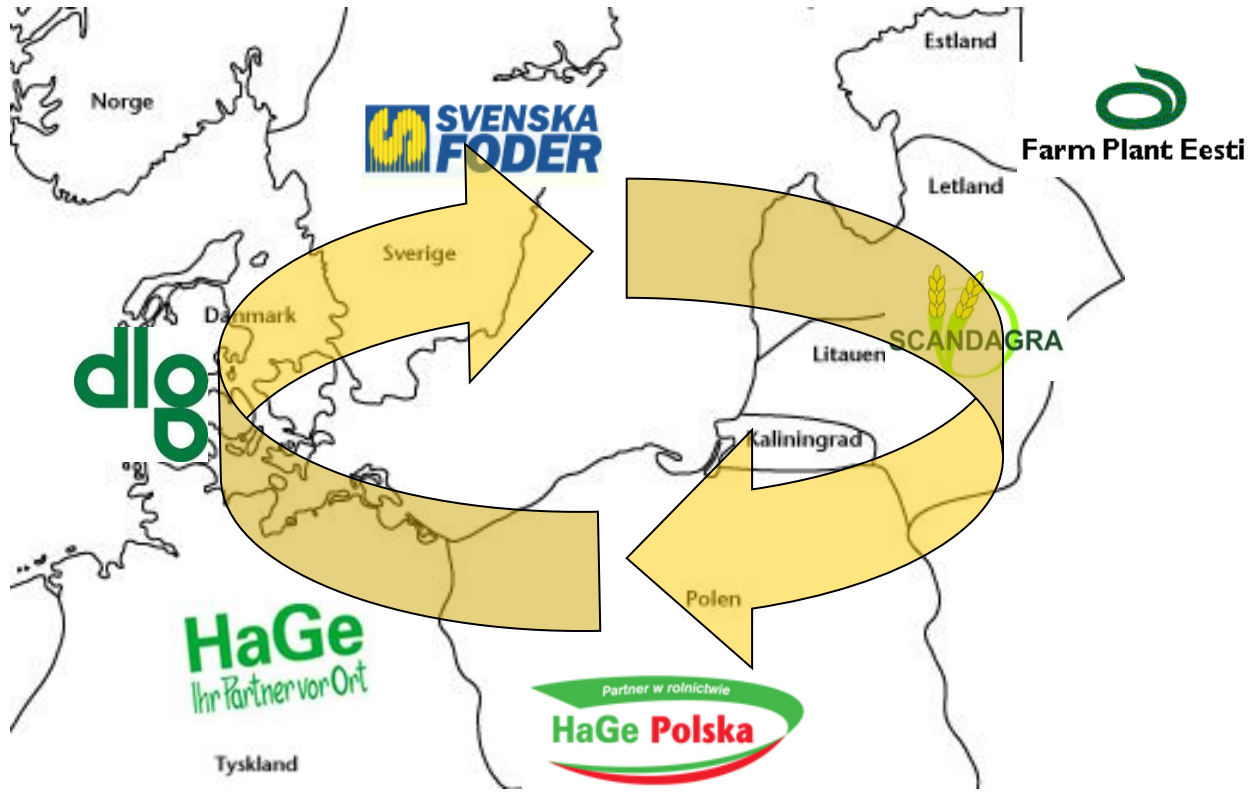 Estland
Norge
SVENSKA
FODER
Farm Plant Eesti
Letland
Sverige
Danmark
dlg
SCANDAGRA
Litauen
Kaliningrad
Polen
HaGe
Ihr Partner vor Ort
Partner w rolnictwie
HaGe Polska
Tyskland